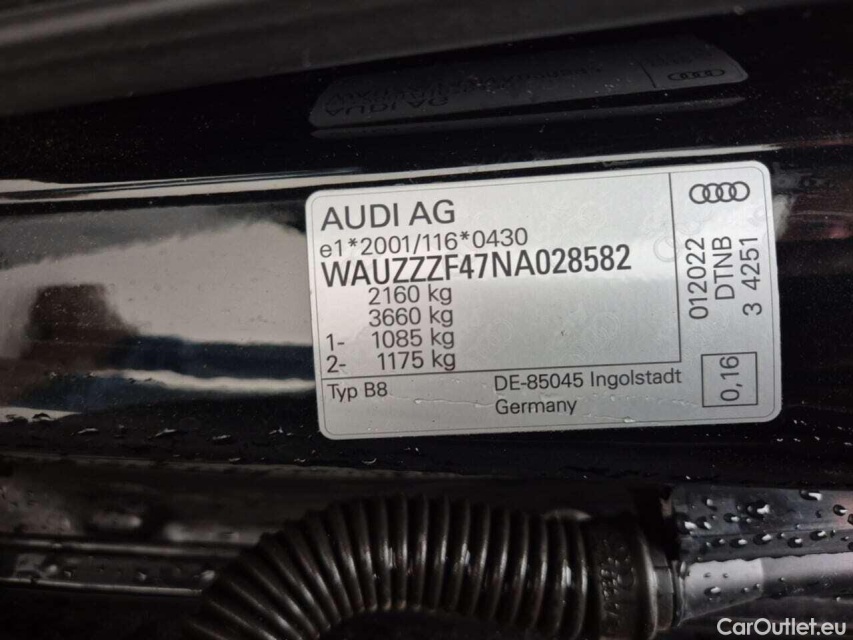 AUDI AG
e1*2001/116*0430
WAUZZZF47NA028582
2160 kg
3660 kg
1- 1085 kg
2- 1175 kg
Typ B8
DE-85045 Ingolstadt
Germany
012022
DTNB
3 4251
0,16
CarOutlet.eu